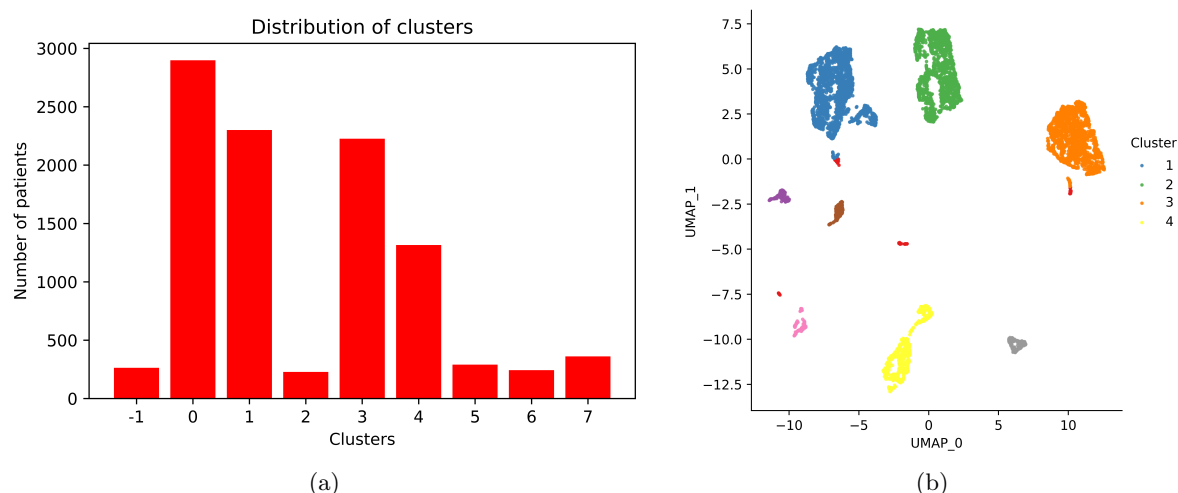 Distribution of clusters
Number of patients
3000
2500
2000
1500
1000
500
0
-1 0 1 2 3 4 5 6 7
Clusters
(a)
UMAP_1
7.5
5.0
2.5
0.0
−2.5
−5.0
−7.5
−10.0
−12.5
−10 −5 0 5 10
UMAP_0
Cluster
1
2
3
4
(b)